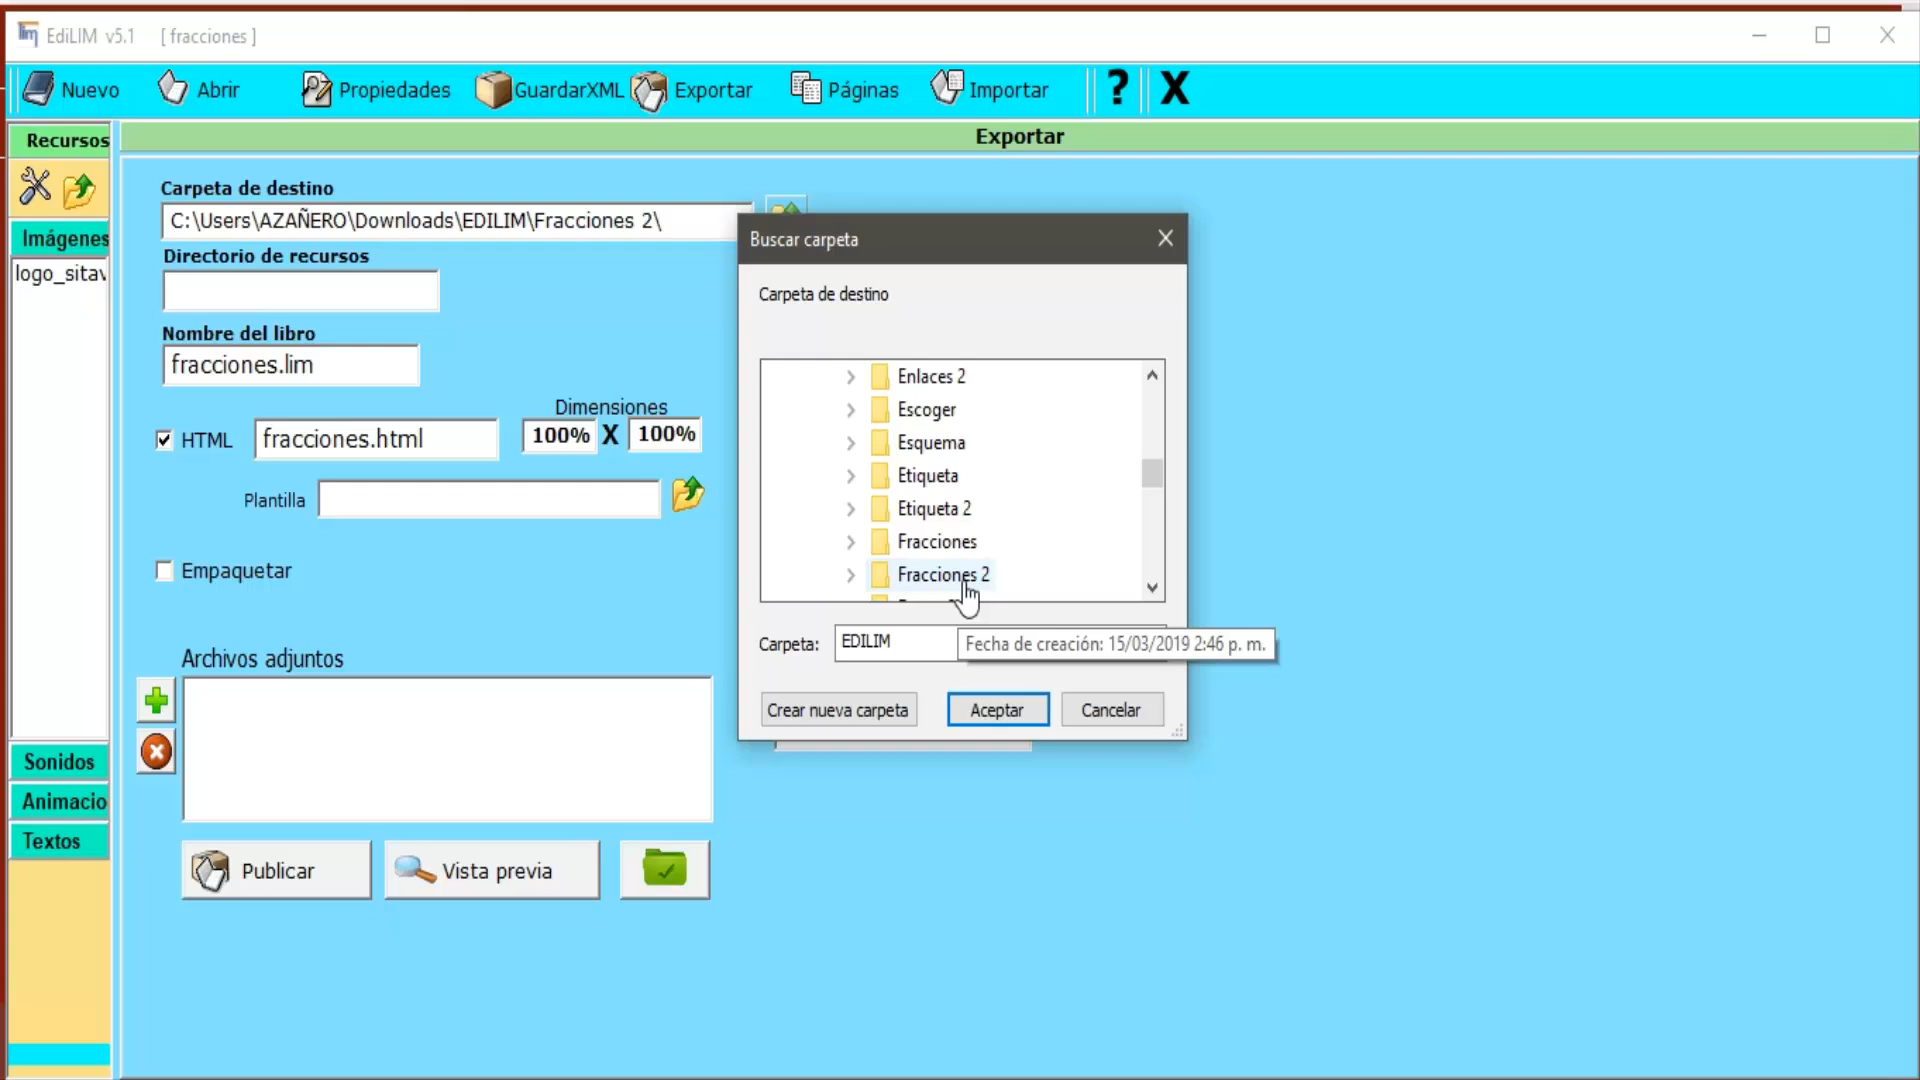 EdiLIM v5.1 [ fracciones ]
Nuevo Abrir Propiedades GuardarXML Exportar Páginas Importar ? X
Recursos
Exportar
Imágenes
logo_sitav
Sonidos
Animacio
Textos
Carpeta de destino
C:\Users\AZAÑERO\Downloads\EDILIM\Fracciones 2\
Directorio de recursos
Nombre del libro
fracciones.lim
Dimensiones
HTML fracciones.html 100% X 100%
Plantilla
Empaquetar
Archivos adjuntos
Publicar Vista previa
Buscar carpeta
Carpeta de destino
Enlaces 2
Escoger
Esquema
Etiqueta
Etiqueta 2
Fracciones
Fracciones 2
Carpeta: EDILIM
Fecha de creación: 15/03/2019 2:46 p. m.
Crear nueva carpeta Aceptar Cancelar